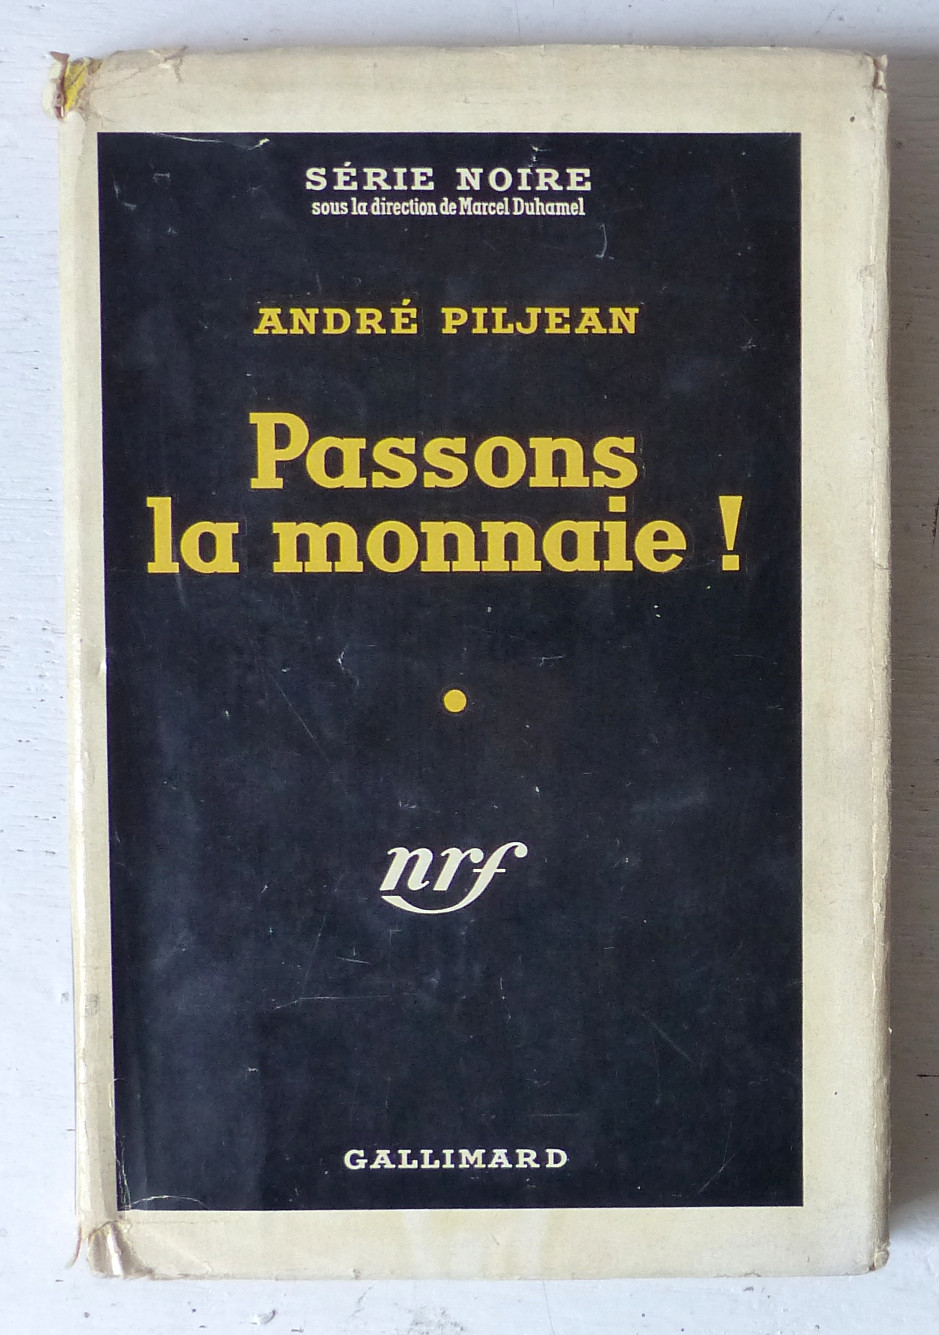 SÉRIE NOIRE
sous la direction de Marcel Duhamel
ANDRÉ PILJEAN
Passons
la monnaie !
nrf
GALLIMARD